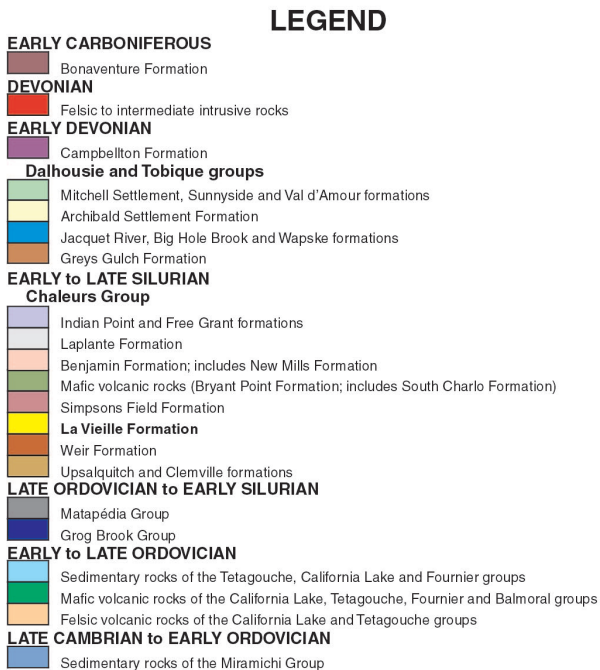 LEGEND
EARLY CARBONIFEROUS
Bonaventure Formation
DEVONIAN
Felsic to intermediate intrusive rocks
EARLY DEVONIAN
Campbellton Formation
Dalhousie and Tobique groups
Mitchell Settlement, Sunnyside and Val d'Amour formations
Archibald Settlement Formation
Jacquet River, Big Hole Brook and Wapske formations
Greys Gulch Formation
EARLY to LATE SILURIAN
Chaleurs Group
Indian Point and Free Grant formations
Laplante Formation
Benjamin Formation; includes New Mills Formation
Mafic volcanic rocks (Bryant Point Formation; includes South Charlo Formation)
Simpsons Field Formation
La Vieille Formation
Weir Formation
Upsalquitch and Clemville formations
LATE ORDOVICIAN to EARLY SILURIAN
Matapédia Group
Grog Brook Group
EARLY to LATE ORDOVICIAN
Sedimentary rocks of the Tetagouche, California Lake and Fournier groups
Mafic volcanic rocks of the California Lake, Tetagouche, Fournier and Balmoral groups
Felsic volcanic rocks of the California Lake and Tetagouche groups
LATE CAMBRIAN to EARLY ORDOVICIAN
Sedimentary rocks of the Miramichi Group